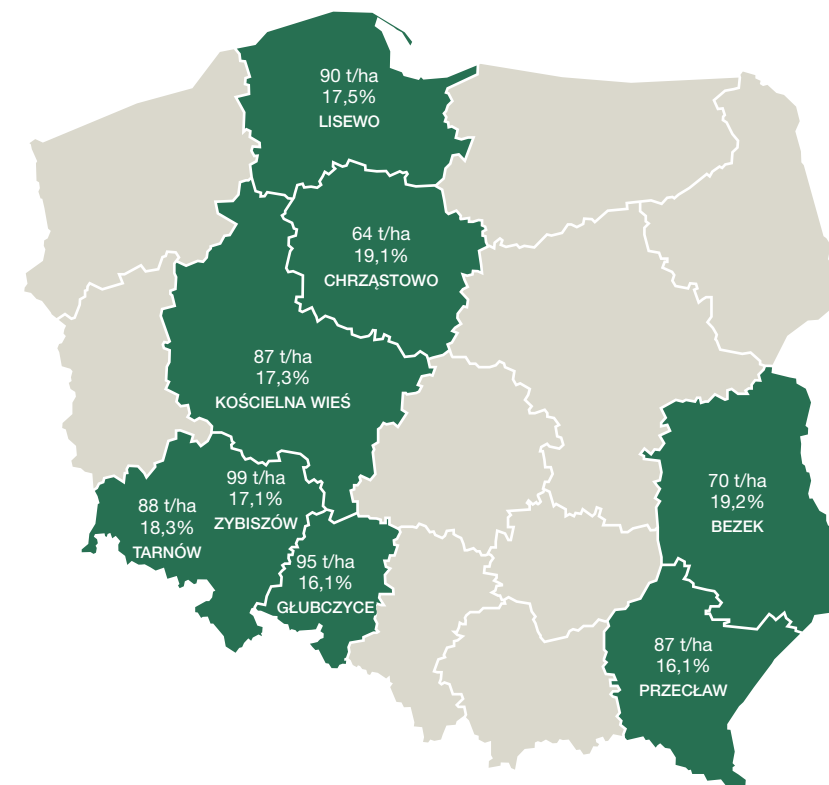 90 t/ha
17,5%
LISEWO
64 t/ha
19,1%
CHRZĄSTOWO
87 t/ha
17,3%
KOŚCIELNA WIEŚ
99 t/ha
17,1%
ZYBISZÓW
88 t/ha
18,3%
TARNÓW
95 t/ha
16,1%
GŁUBCZYCE
70 t/ha
19,2%
BEZEK
87 t/ha
16,1%
PRZECŁAW